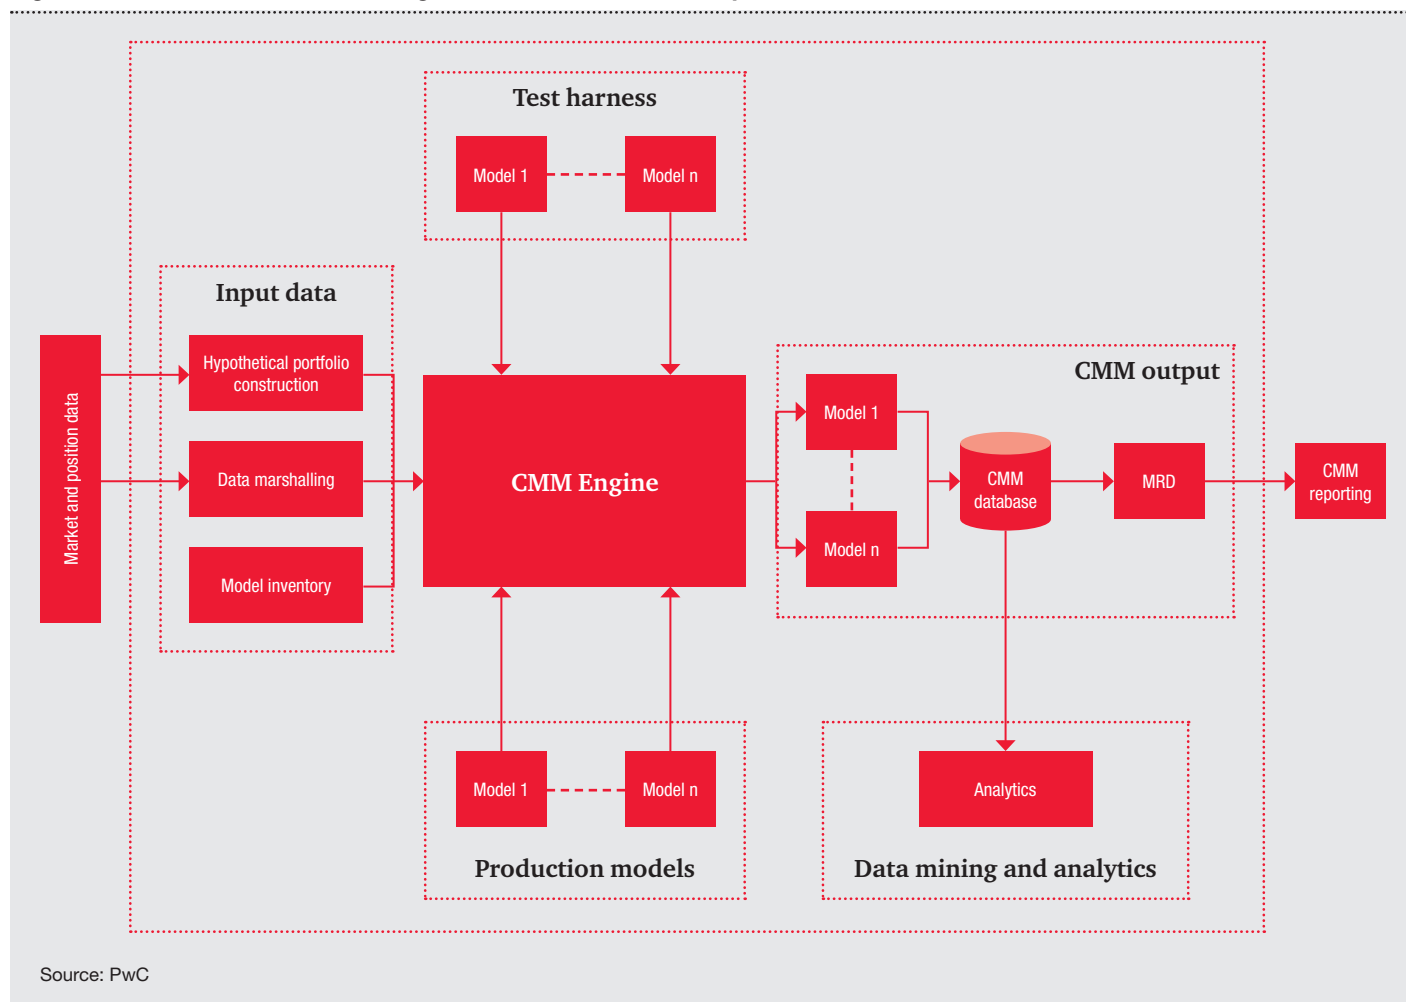 Test harness
Model 1
Model n
Input data
Hypothetical portfolio
construction
Data marshalling
Model inventory
Market and position data
CMM Engine
CMM output
Model 1
Model n
CMM
database
MRD
CMM
reporting
Model 1
Model n
Production models
Analytics
Data mining and analytics
Source: PwC